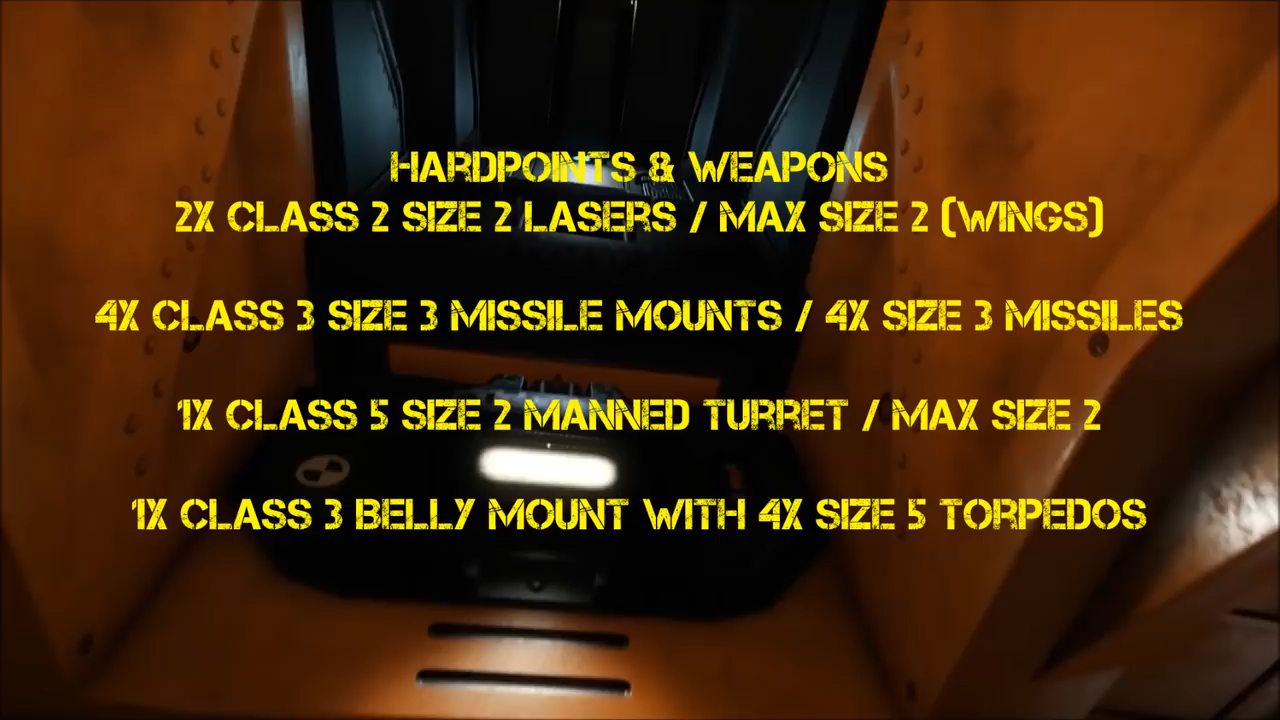 HARDPOINTS & WEAPONS
2X CLASS 2 SIZE 2 LASERS / MAX SIZE 2 (WINGS)
4X CLASS 3 SIZE 3 MISSILE MOUNTS / 4X SIZE 3 MISSILES
1X CLASS 5 SIZE 2 MANNED TURRET / MAX SIZE 2
1X CLASS 3 BELLY MOUNT WITH 4X SIZE 5 TORPEDOS